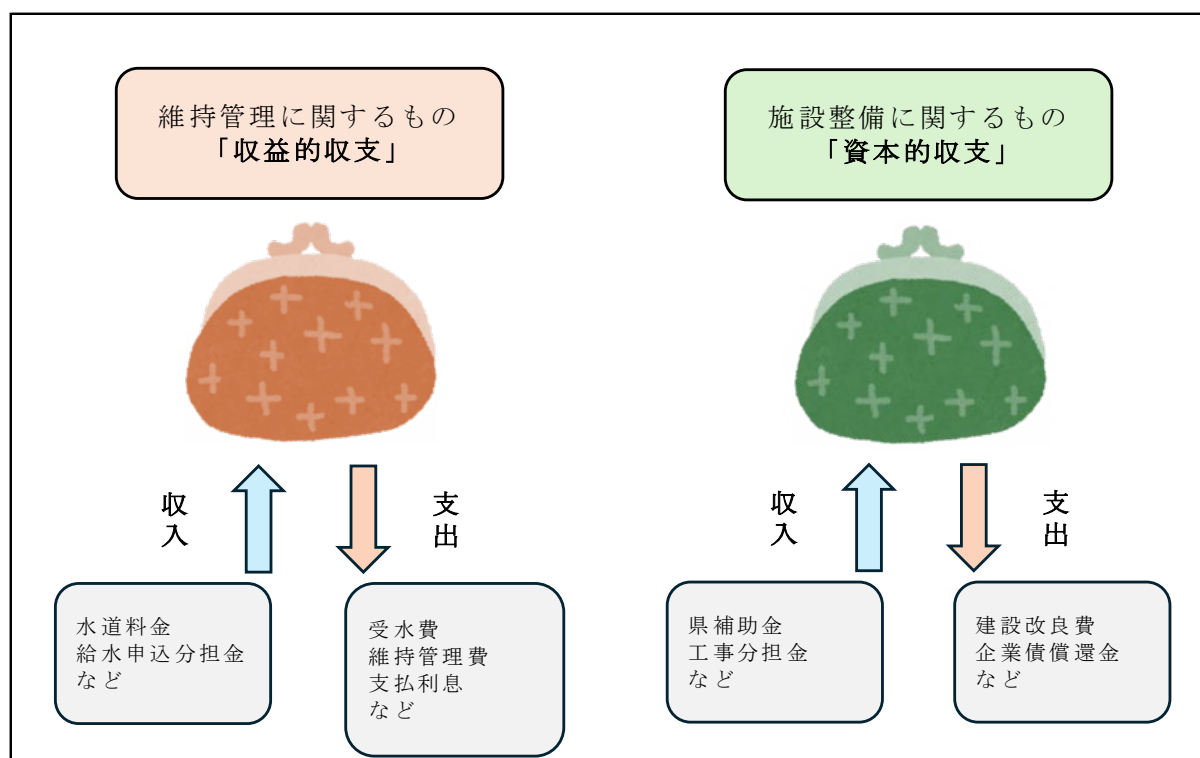 維持管理に関するもの
「収益的収支」
施設整備に関するもの
「資本的収支」
収入
支出
収入
支出
水道料金
給水申込分担金
など
受水費
維持管理費
支払利息
など
県補助金
工事分担金
など
建設改良費
企業債償還金
など